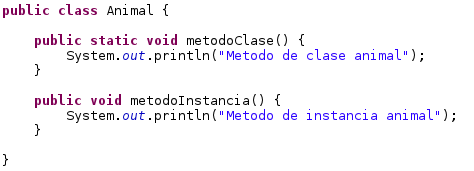 public class Animal {
public static void metodoClase() {
System.out.println("Metodo de clase animal");
}
public void metodoInstancia() {
System.out.println("Metodo de instancia animal");
}
}